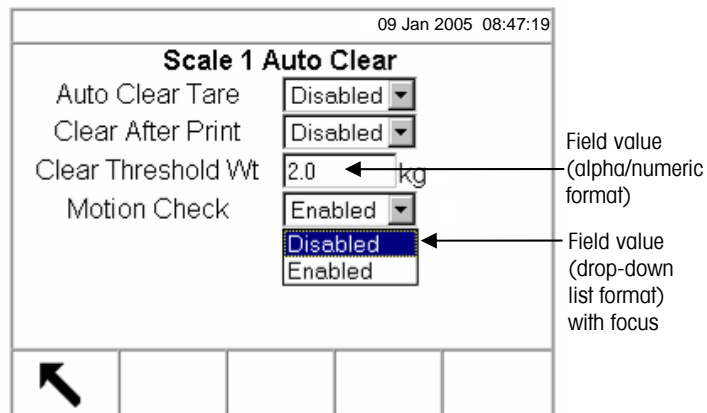 09 Jan 2005 08:47:19
Scale 1 Auto Clear
Auto Clear Tare Disabled
Clear After Print Disabled
Clear Threshold Wt 2.0 kg
Motion Check Enabled
Disabled
Enabled
Field value
(alpha/numeric
format)
Field value
(drop-down
list format)
with focus